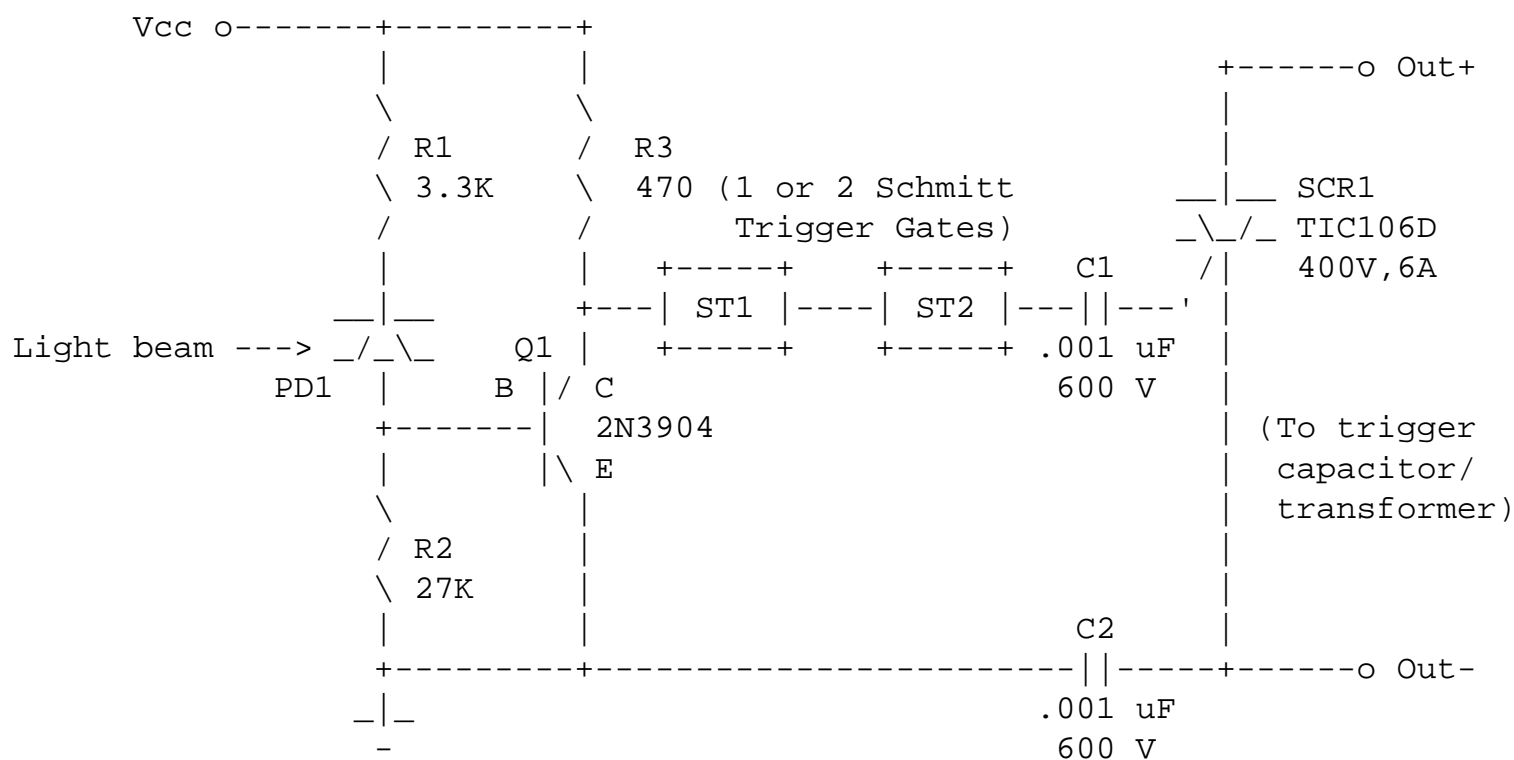 Vcc o-------+---------+
Out+
R1 R3
3.3K 470 (1 or 2 Schmitt SCR1
Trigger Gates) TIC106D
C1 400V,6A
ST1 ST2
Light beam ---> Q1 .001 uF
PD1 B C 600 V
2N3904 (To trigger
E capacitor/
transformer)
R2
27K
C2
Out-
.001 uF
600 V